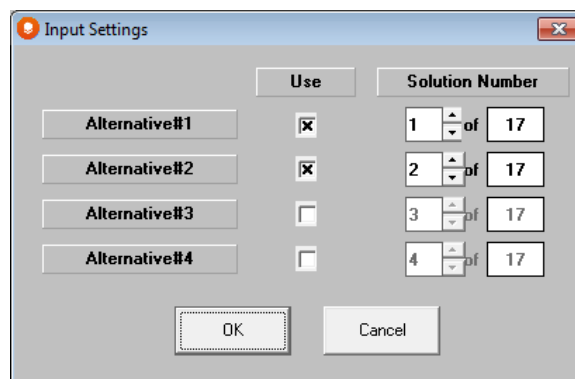 Input Settings
Use Solution Number
Alternative#1 1 of 17
Alternative#2 2 of 17
Alternative#3 3 of 17
Alternative#4 4 of 17
OK Cancel